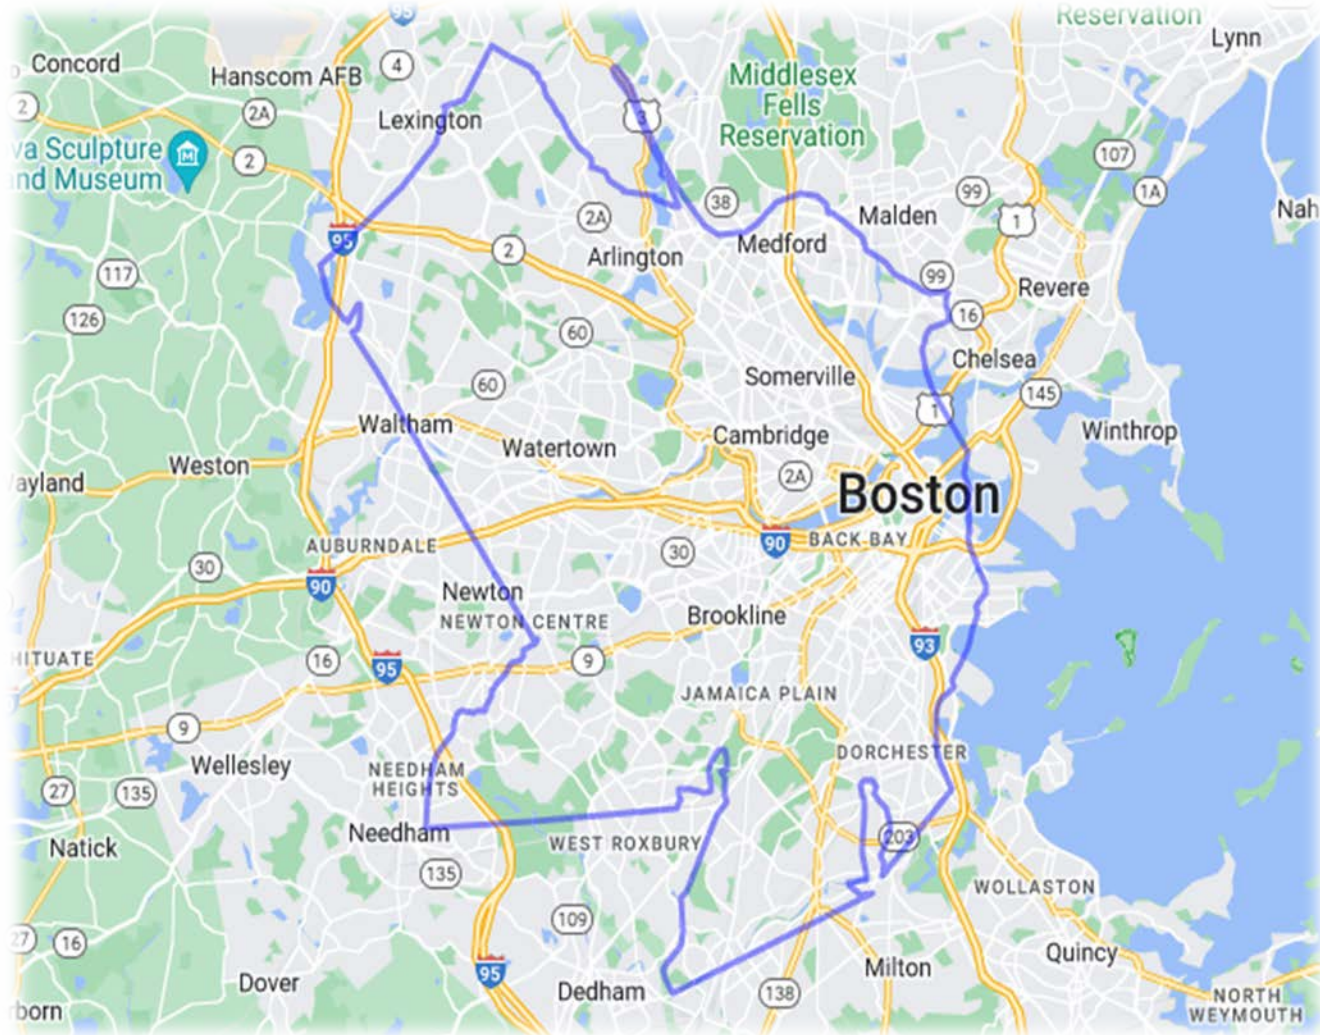 Reservation
95
Lynn
Concord
4
Hanscom AFB
Middlesex
Fells
Reservation
2
2A
Lexington
3
va Sculpture
nd Museum
M
2
107
38
99
1A
2A
1
Nah
Malden
95
Medford
2
Arlington
117
99
Revere
126
16
60
Chelsea
Somerville
60
145
1
Waltham
Cambridge
Winthrop
Watertown
Weston
2A
ayland
Boston
AUBURNDALE
90
BACK BAY
30
30
90
Newton
Brookline
NEWTON CENTRE
93
HITUATE
16
95
9
JAMAICA PLAIN
9
DORCHESTER
Wellesley
NEEDHAM
HEIGHTS
27
135
Needham
203
Natick
WEST ROXBURY
135
WOLLASTON
109
27
16
Quincy
95
Milton
Dover
Dedham
138
NORTH
WEYMOUTH
rborn